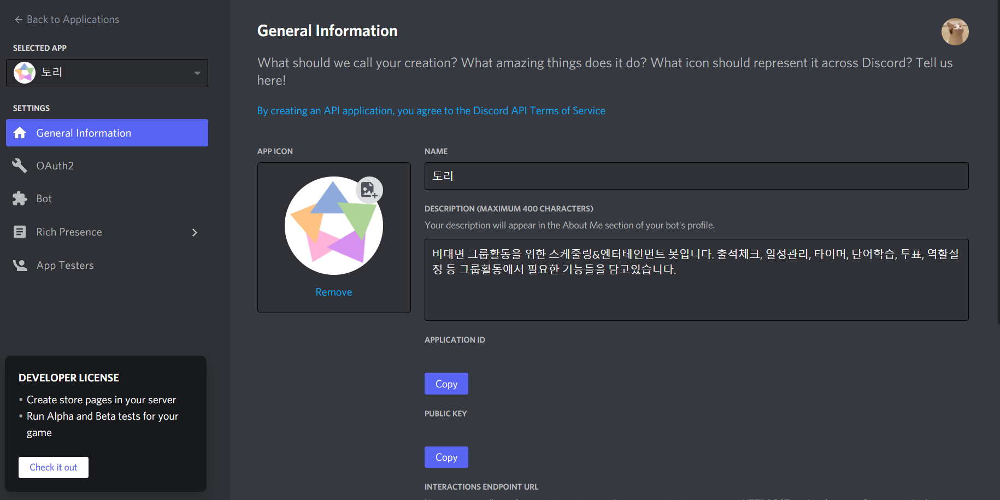 ← Back to Applications
SELECTED APP
토리
SETTINGS
General Information
OAuth2
Bot
Rich Presence
App Testers
DEVELOPER LICENSE
• Create store pages in your server
• Run Alpha and Beta tests for your
game
Check it out
General Information
What should we call your creation? What amazing things does it do? What icon should represent it across Discord? Tell us
here!
By creating an API application, you agree to the Discord API Terms of Service
APP ICON
Remove
NAME
토리
DESCRIPTION (MAXIMUM 400 CHARACTERS)
Your description will appear in the About Me section of your bot's profile.
비대면 그룹활동을 위한 스케줄링&엔터테인먼트 봇입니다. 출석체크, 일정관리, 타이머, 단어학습, 투표, 역할설
정 등 그룹활동에서 필요한 기능들을 담고있습니다.
APPLICATION ID
Copy
PUBLIC KEY
Copy
INTERACTIONS ENDPOINT URL